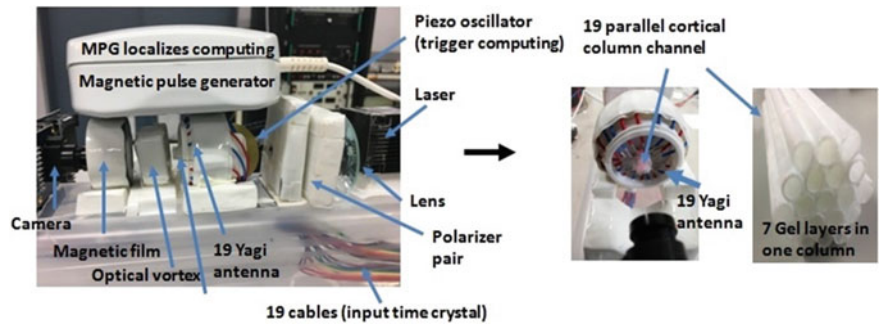 MPG localizes computing
Magnetic pulse generator
Piezo oscillator
(trigger computing)
Laser
Lens
Polarizer
pair
Camera
Magnetic film
Optical vortex
19 Yagi
antenna
19 cables (input time crystal)
19 parallel cortical
column channel
19 Yagi
antenna
7 Gel layers in
one column